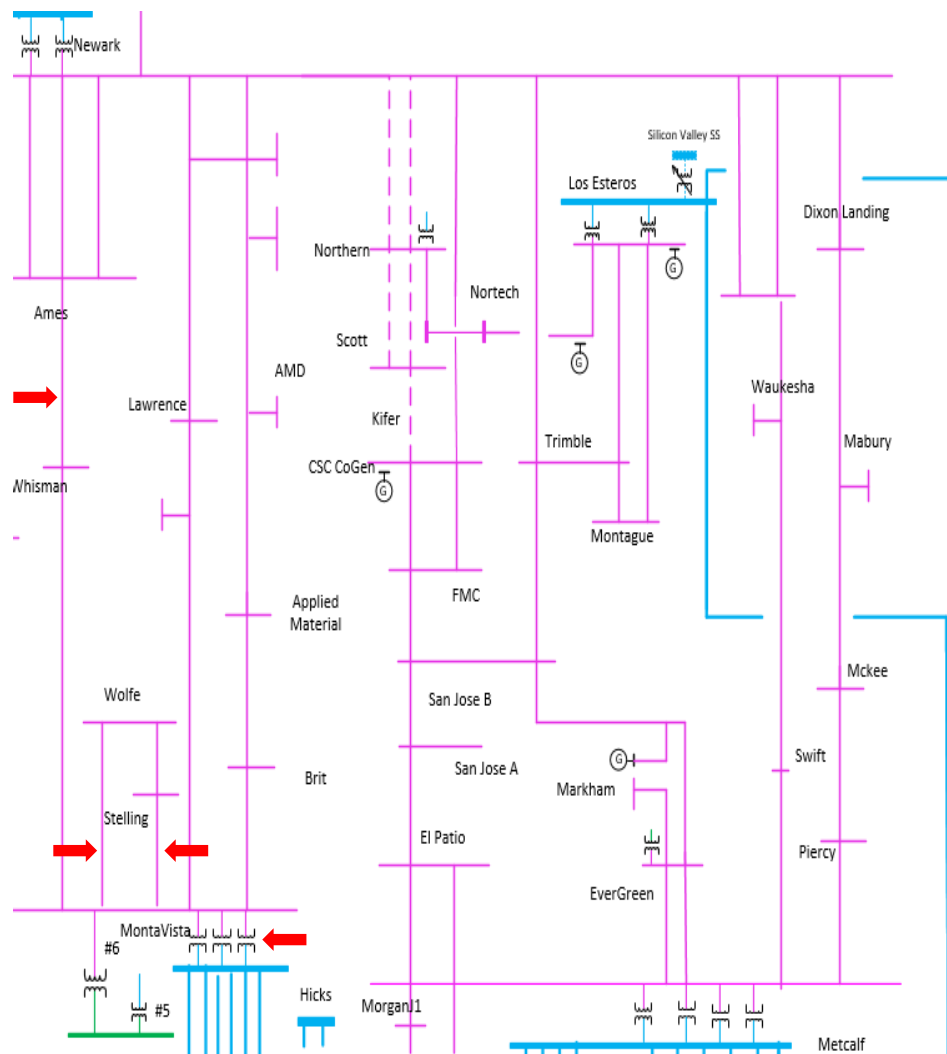 Newark
Silicon Valley SS
Los Esteros
Dixon Landing
Northern
G
Nortech
Ames
Scott
G
AMD
Waukesha
Lawrence
Kifer
Trimble
Mabury
CSC CoGen
Whisman
G
Montague
FMC
Applied
Material
Mckee
Wolfe
San Jose B
Swift
G
San Jose A
Brit
Markham
Stelling
El Patio
Piercy
EverGreen
MontaVista
#6
Hicks
MorganJ1
#5
Metcalf